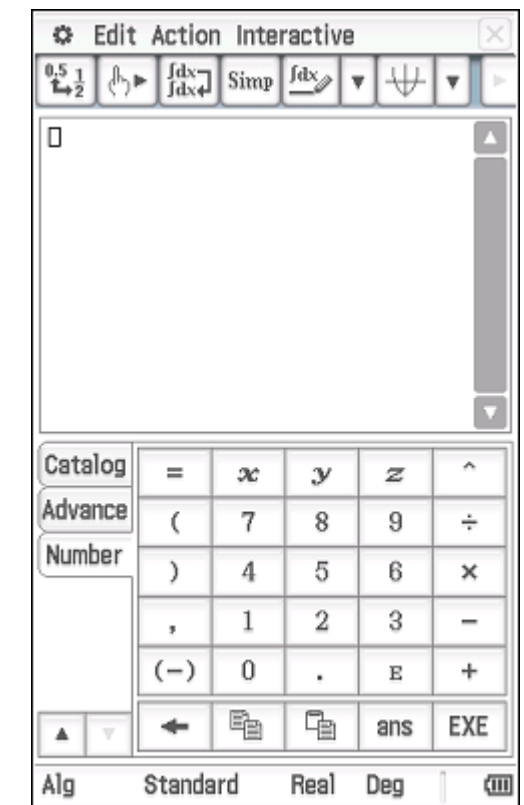 Edit Action Interactive
0.5 1 2 ∫dx ∫dx Simp ∫dx
Catalog = x y z ^
Advance ( 7 8 9 ÷
Number ) 4 5 6 ×
, 1 2 3 −
(−) 0 . E +
ans EXE
Alg Standard Real Deg